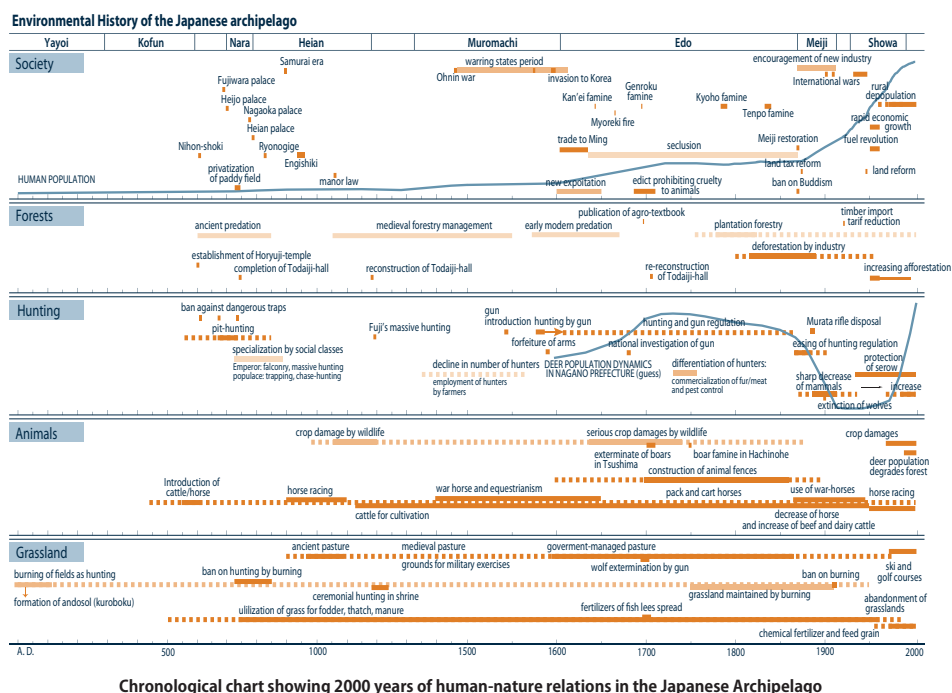 Environmental History of the Japanese archipelago
Yayoi Kofun Nara Heian Muromachi Edo Meiji Showa
Society
Samurai era
warring states period
encouragement of new industry
Ohnin war
invasion to Korea
International wars
Fujiwara palace
Genroku
famine
rural
depopulation
Heijo palace
Kan'ei famine
Kyoho famine
Nagaoka palace
Tenpo famine
Myoreki fire
rapid economic
growth
Heian palace
trade to Ming
Meiji restoration
fuel revolution
Nihon-shoki
Ryonogige
seclusion
Engishiki
land tax reform
privatization
of paddy field
land reform
HUMAN POPULATION
manor law
new expoitation
edict prohibiting cruelty
to animals
ban on Buddism
Forests
publication of agro-textbook
timber import
tarif reduction
ancient predation
medieval forestry management
early modern predation
plantation forestry
deforestation by industry
establishment of Horyuji-temple
completion of Todaiji-hall
reconstruction of Todaiji-hall
re-reconstruction
of Todaiji-hall
increasing afforestation
Hunting
ban against dangerous traps
gun
introduction
hunting by gun
pit-hunting
Fuji's massive hunting
hunting and gun regulation
Murata rifle disposal
forfeiture of arms
national investigation of gun
easing of hunting regulation
specialization by social classes
Emperor: falconry, massive hunting
populace: trapping, chase-hunting
decline in number of hunters
DEER POPULATION DYNAMICS
IN NAGANO PREFECTURE (guess)
differentiation of hunters:
commercialization of fur/meat
and pest control
protection
of serow
employment of hunters
by farmers
sharp decrease
of mammals
increase
extinction of wolves
Animals
crop damage by wildlife
serious crop damages by wildlife
crop damages
exterminate of boars
in Tsushima
boar famine in Hachinohe
deer population
degrades forest
construction of animal fences
Introduction of
cattle/horse
horse racing
war horse and equestrianism
pack and cart horses
use of war-horses
horse racing
cattle for cultivation
decrease of horse
and increase of beef and dairy cattle
Grassland
ancient pasture
medieval pasture
goverment-managed pasture
grounds for military exercises
wolf extermination by gun
ski and
golf courses
burning of fields as hunting
ban on hunting by burning
ban on burning
formation of andosol (kuroboku)
ceremonial hunting in shrine
grassland maintained by burning
ulilization of grass for fodder, thatch, manure
fertilizers of fish lees spread
abandonment of
grasslands
chemical fertilizer and feed grain
A. D. 500 1000 1500 1600 1700 1800 1900 2000
Chronological chart showing 2000 years of human-nature relations in the Japanese Archipelago